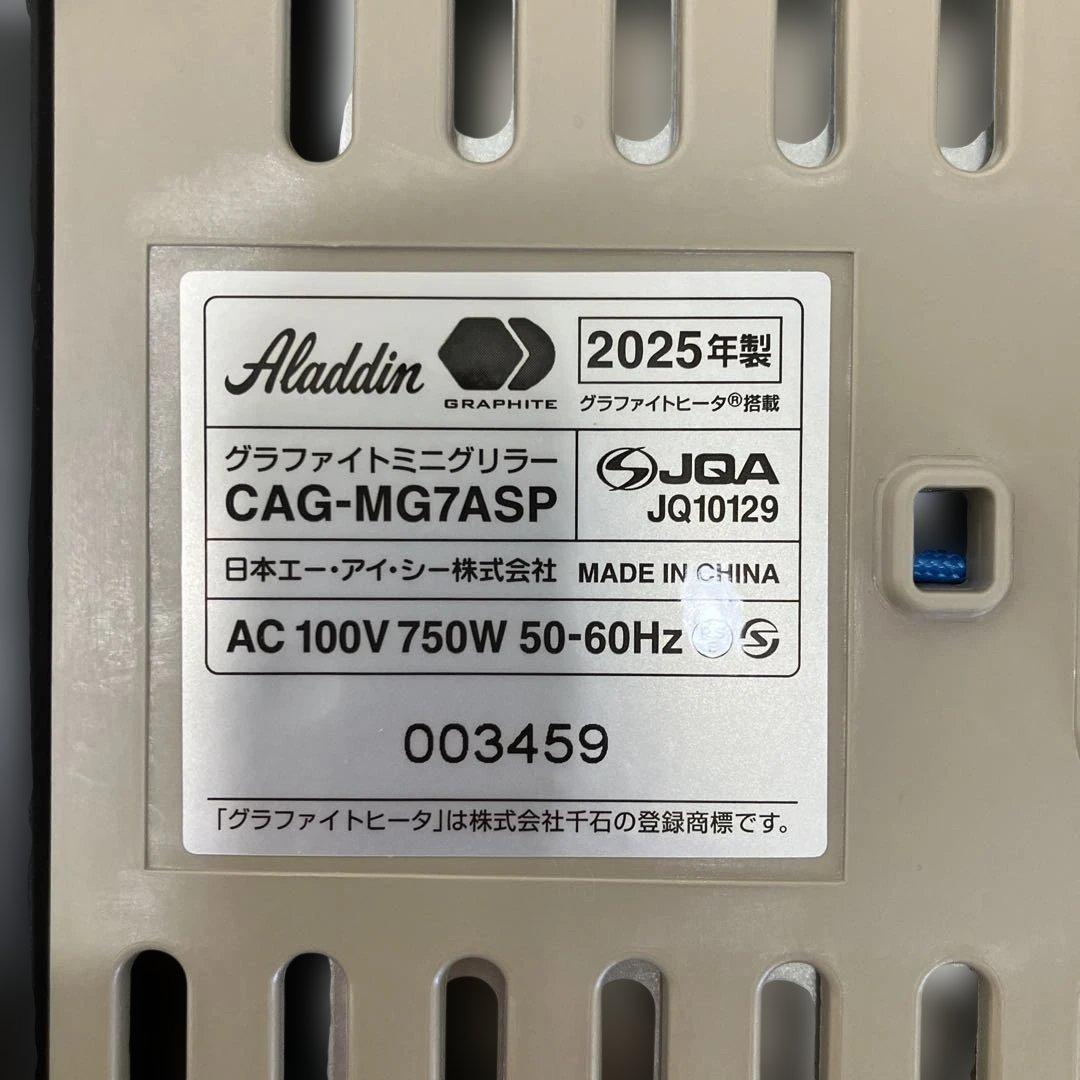 Aladdin
GRAPHITE
2025年製
グラファイトヒータ®搭載
グラファイトミニグリラー
CAG-MG7ASP
JQA
JQ10129
日本エー・アイ・シー株式会社 MADE IN CHINA
AC 100V 750W 50-60Hz
003459
「グラファイトヒータ」は株式会社千石の登録商標です。